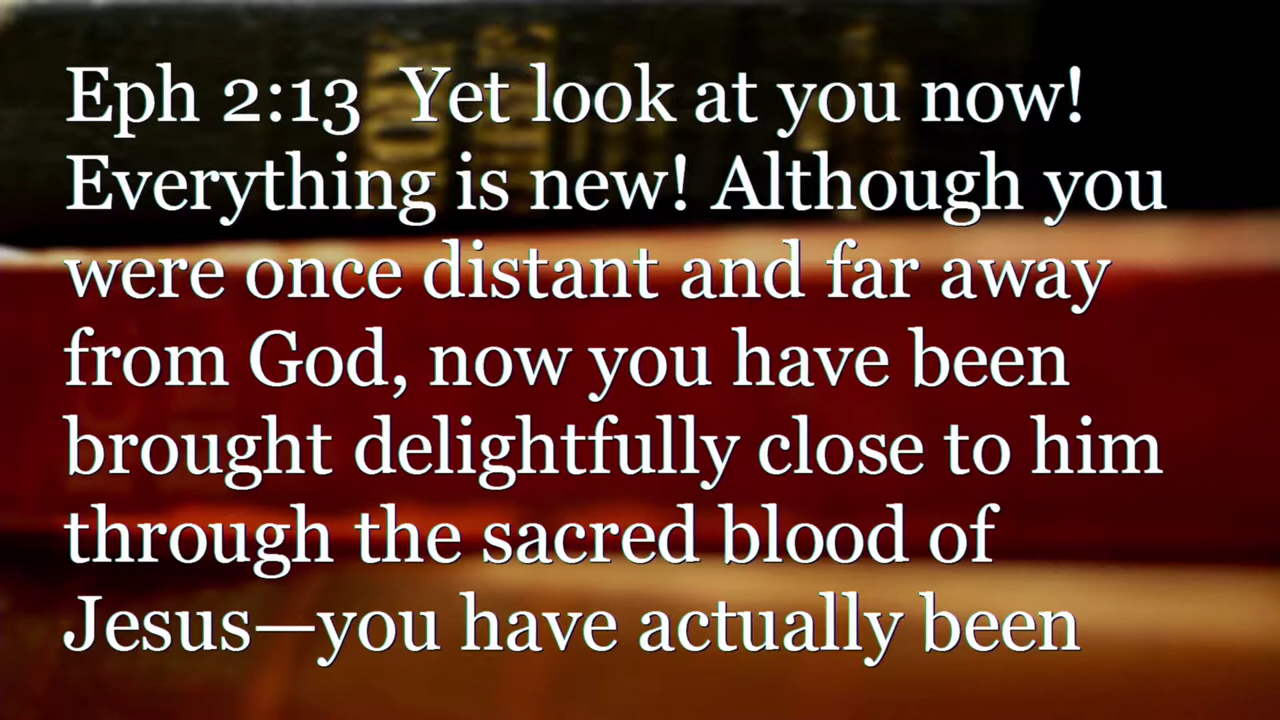 Eph 2:13  Yet look at you now!
Everything is new! Although you
were once distant and far away
from God, now you have been
brought delightfully close to him
through the sacred blood of
Jesus—you have actually been